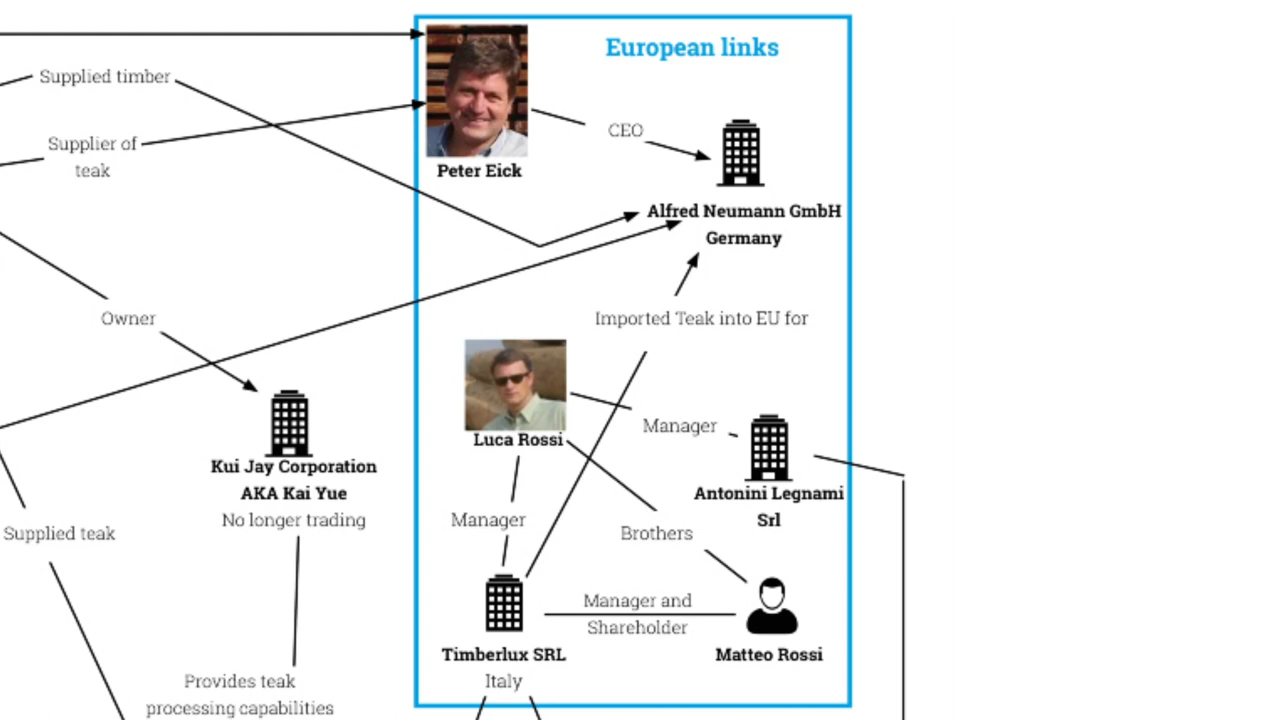 European links
Supplied timber
CEO
Supplier of
teak
Peter Eick
Alfred Neumann GmbH
Germany
Owner
Imported Teak into EU for
Manager
Luca Rossi
Kui Jay Corporation
AKA Kai Yue
No longer trading
Antonini Legnami
Srl
Supplied teak
Manager
Brothers
Manager and
Shareholder
Timberlux SRL
Italy
Matteo Rossi
Provides teak
processing capabilities